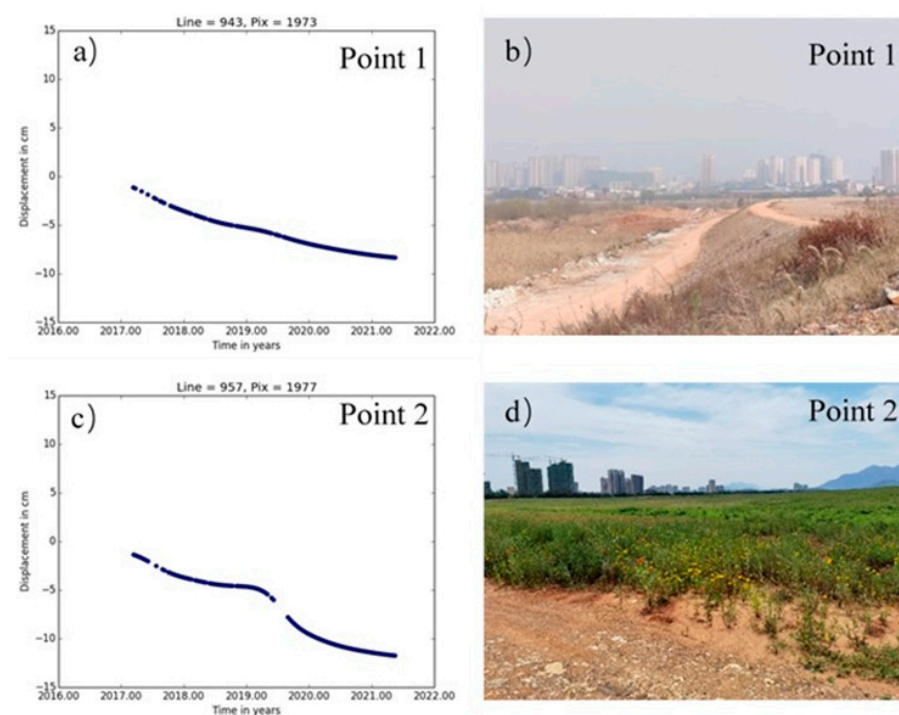 Line = 943, Pix = 1973
a)
Point 1
15
10
5
0
−5
−10
−15
Displacement in cm
2016.00 2017.00 2018.00 2019.00 2020.00 2021.00 2022.00
Time in years
b)
Point 1
Line = 957, Pix = 1977
c)
Point 2
15
10
5
0
−5
−10
−15
Displacement in cm
2016.00 2017.00 2018.00 2019.00 2020.00 2021.00 2022.00
Time in years
d)
Point 2